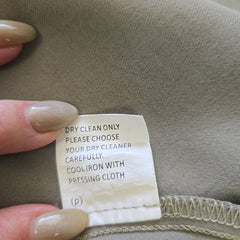 DRY CLEAN ONLY
PLEASE CHOOSE
YOUR DRY CLEANER
CAREFULLY.
COOL IRON WITH
PRESSING CLOTH
(P)